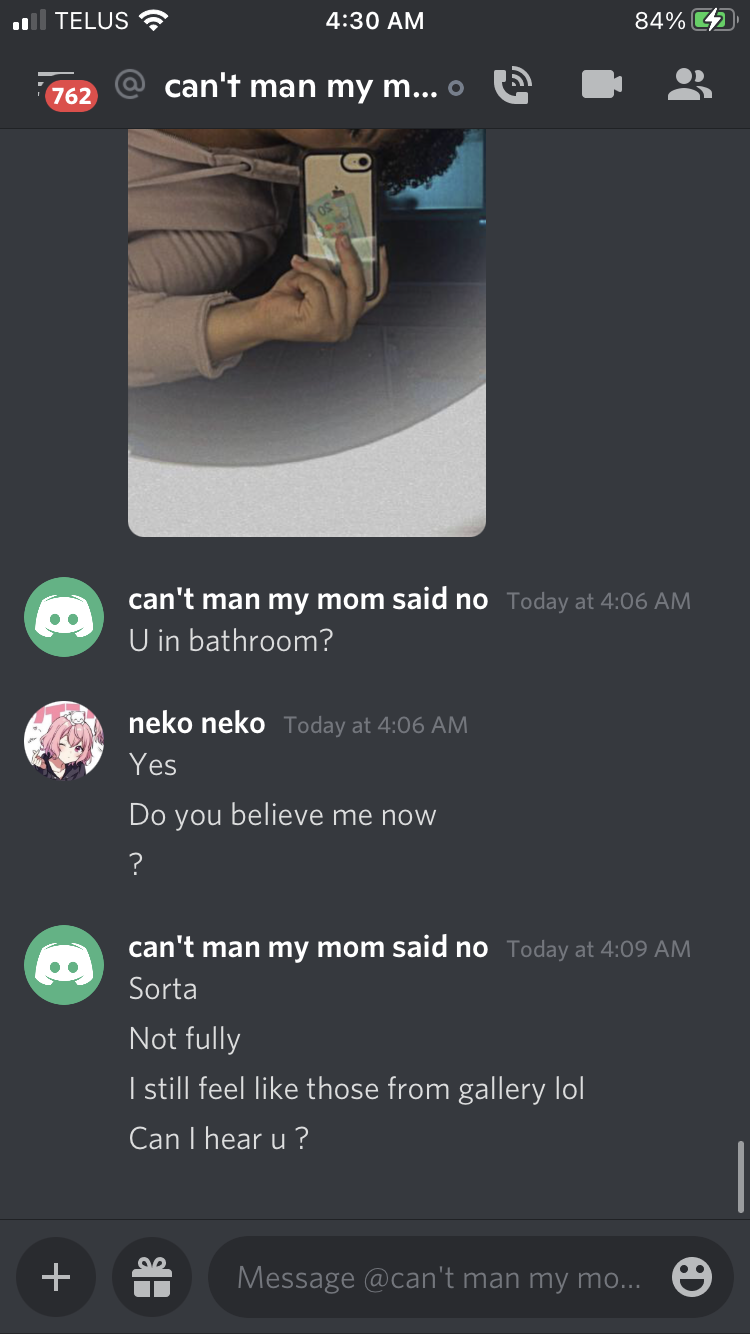 TELUS 4:30 AM 84%
762 @ can't man my m...
20
can't man my mom said no Today at 4:06 AM
U in bathroom?
neko neko Today at 4:06 AM
Yes
Do you believe me now
?
can't man my mom said no Today at 4:09 AM
Sorta
Not fully
I still feel like those from gallery lol
Can I hear u ?
Message @can't man my mo...